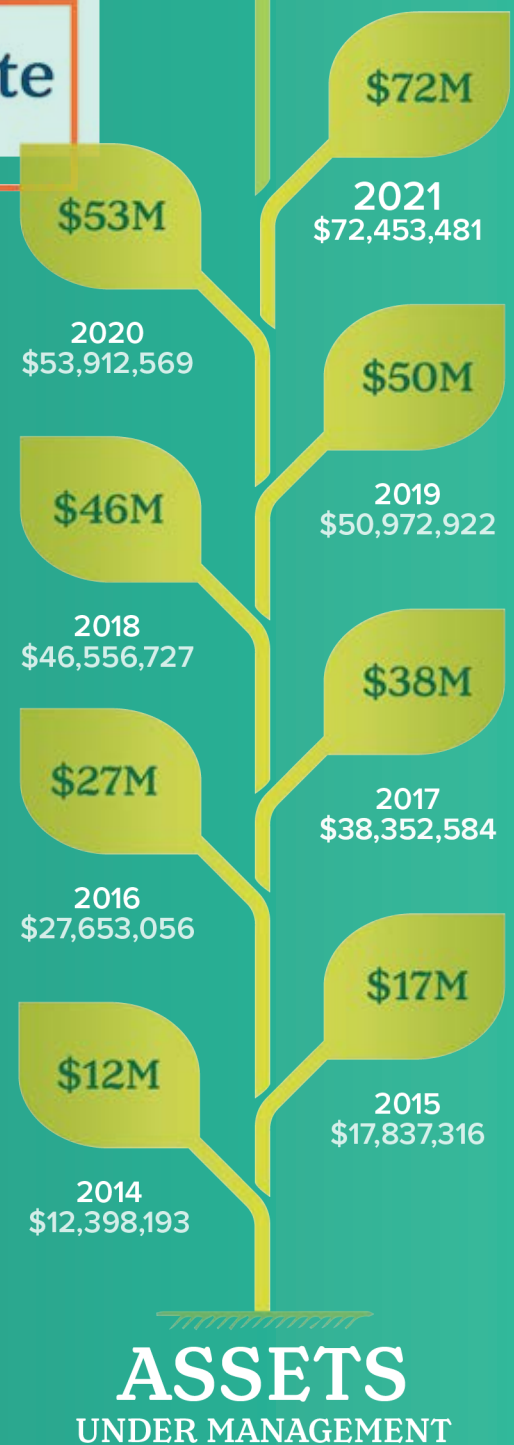 te
$72M
2021
$72,453,481
$53M
2020
$53,912,569
$50M
2019
$50,972,922
$46M
2018
$46,556,727
$38M
2017
$38,352,584
$27M
2016
$27,653,056
$17M
2015
$17,837,316
$12M
2014
$12,398,193
ASSETS
UNDER MANAGEMENT